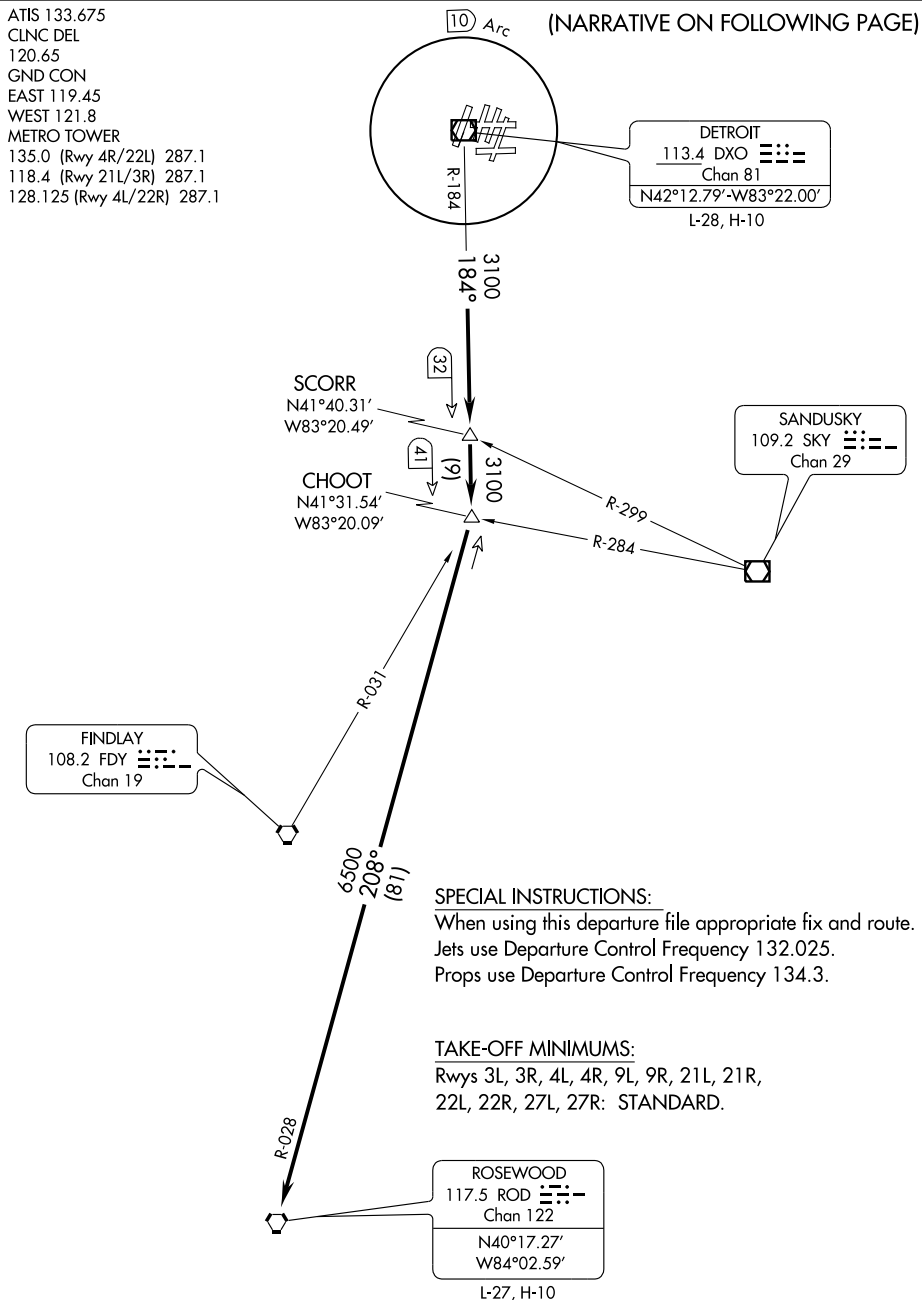 ATIS 133.675
CLNC DEL
120.65
GND CON
EAST 119.45
WEST 121.8
METRO TOWER
135.0 (Rwy 4R/22L) 287.1
118.4 (Rwy 21L/3R) 287.1
128.125 (Rwy 4L/22R) 287.1
10 Arc
(NARRATIVE ON FOLLOWING PAGE)
DETROIT
113.4 DXO
Chan 81
N42°12.79'-W83°22.00'
L-28, H-10
R-184
3100
184°
32
SCORR
N41°40.31'
W83°20.49'
41
(9)
3100
CHOOT
N41°31.54'
W83°20.09'
SANDUSKY
109.2 SKY
Chan 29
R-299
R-284
R-031
FINDLAY
108.2 FDY
Chan 19
6500
208°
(81)
SPECIAL INSTRUCTIONS:
When using this departure file appropriate fix and route.
Jets use Departure Control Frequency 132.025.
Props use Departure Control Frequency 134.3.
TAKE-OFF MINIMUMS:
Rwys 3L, 3R, 4L, 4R, 9L, 9R, 21L, 21R,
22L, 22R, 27L, 27R: STANDARD.
R-028
ROSEWOOD
117.5 ROD
Chan 122
N40°17.27'
W84°02.59'
L-27, H-10